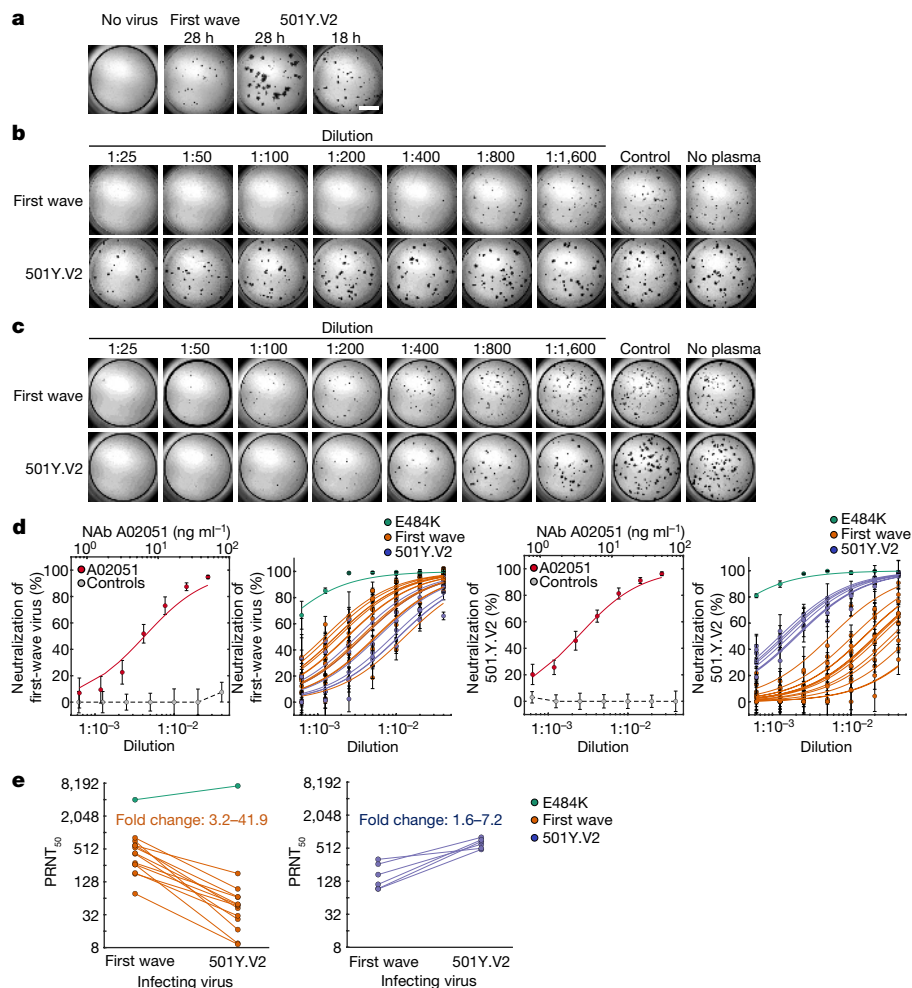 a
No virus First wave 501Y.V2
28 h 28 h 18 h
b
Dilution
1:25 1:50 1:100 1:200 1:400 1:800 1:1,600 Control No plasma
First wave
501Y.V2
c
Dilution
1:25 1:50 1:100 1:200 1:400 1:800 1:1,600 Control No plasma
First wave
501Y.V2
d
NAb A02051 (ng ml⁻¹)
10⁰ 10¹ 10²
A02051
Controls
Neutralization of
first-wave virus (%)
100
80
60
40
20
0
1:10⁻³ 1:10⁻²
Dilution
E484K
First wave
501Y.V2
Neutralization of
first-wave virus (%)
100
80
60
40
20
0
1:10⁻³ 1:10⁻²
Dilution
NAb A02051 (ng ml⁻¹)
10⁰ 10¹ 10²
A02051
Controls
Neutralization of
501.Y.V2 (%)
100
80
60
40
20
0
1:10⁻³ 1:10⁻²
Dilution
E484K
First wave
501Y.V2
Neutralization of
501Y.V2 (%)
100
80
60
40
20
0
1:10⁻³ 1:10⁻²
Dilution
e
PRNT₅₀
8,192
2,048
512
128
32
8
Fold change: 3.2–41.9
First wave 501Y.V2
Infecting virus
PRNT₅₀
8,192
2,048
512
128
32
8
Fold change: 1.6–7.2
First wave 501Y.V2
Infecting virus
E484K
First wave
501Y.V2